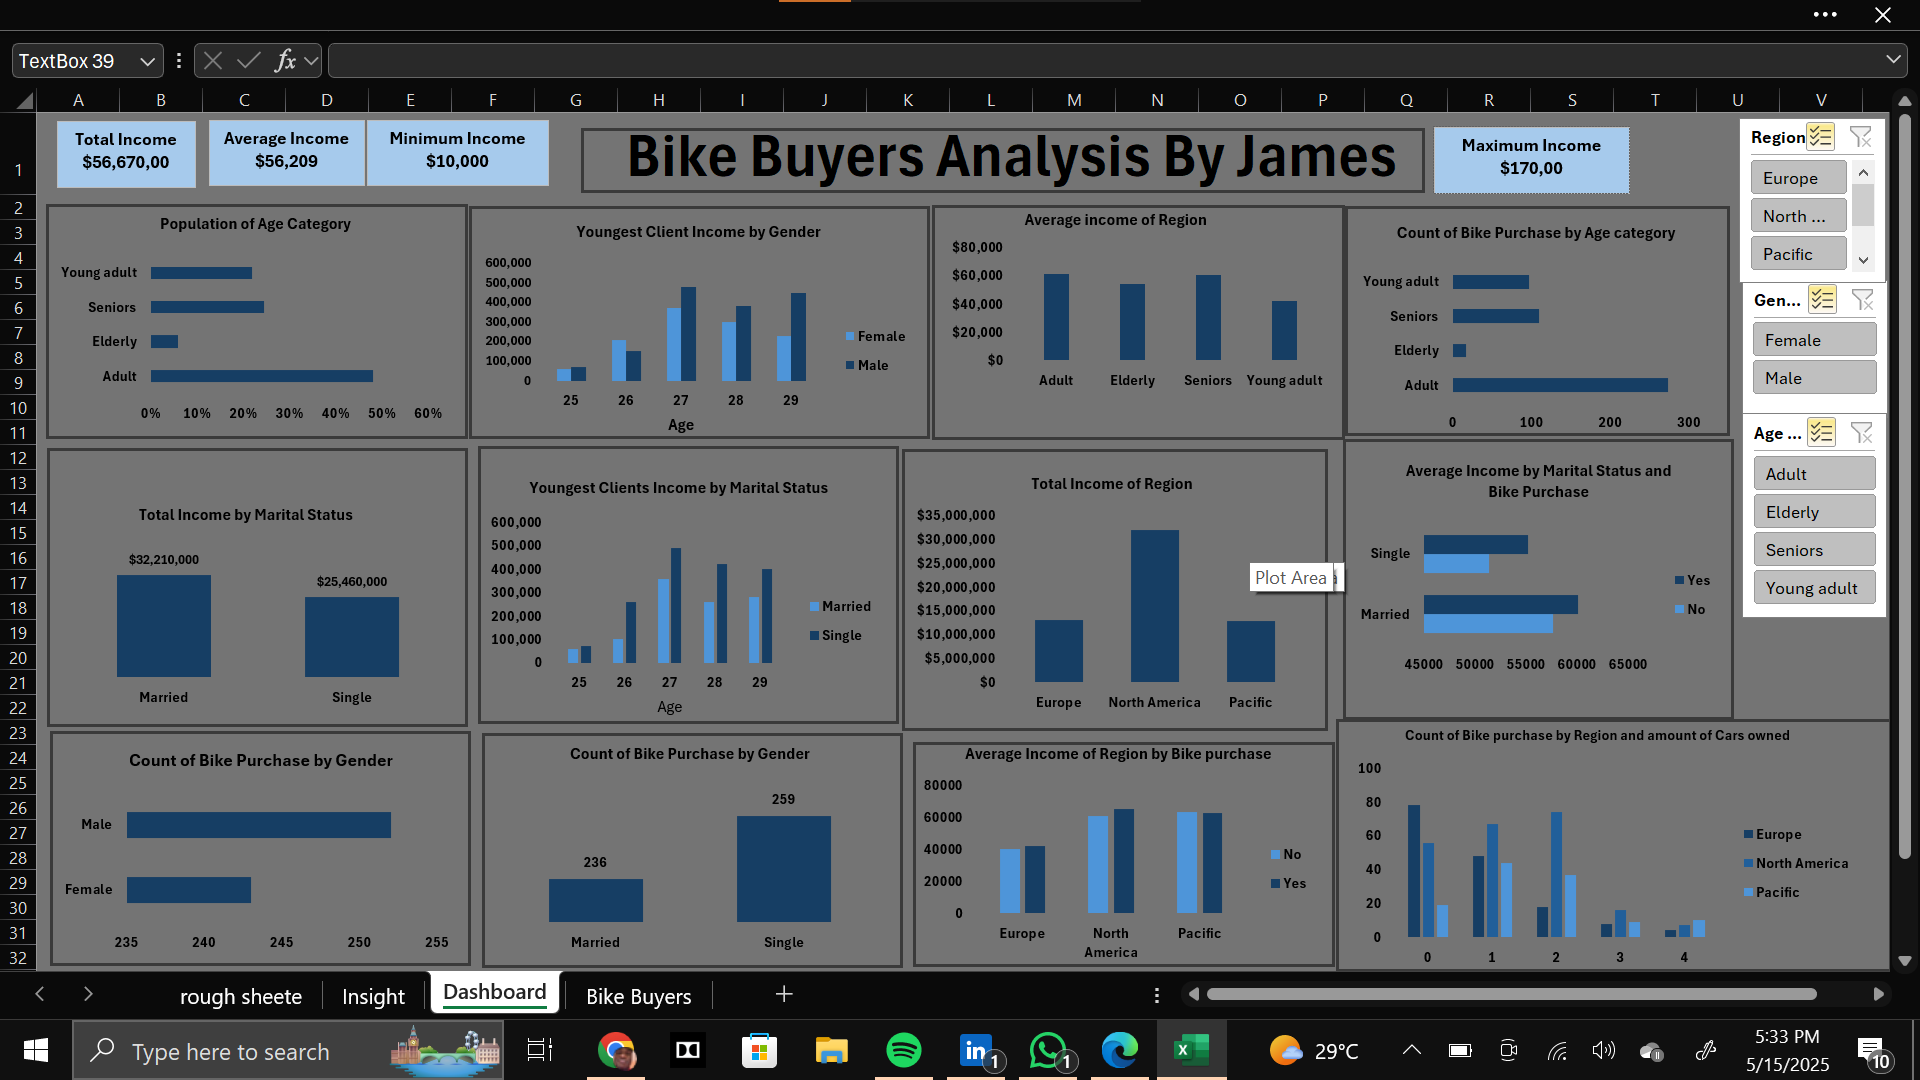 TextBox 39
fx
A B C D E F G H I J K L M N O P Q R S T U V
1
2
3
4
5
6
7
8
9
10
11
12
13
14
15
16
17
18
19
20
21
22
23
24
25
26
27
28
29
30
31
32
Total Income
$56,670,00
Average Income
$56,209
Minimum Income
$10,000
Bike Buyers Analysis By James
Maximum Income
$170,00
Population of Age Category
Young adult
Seniors
Elderly
Adult
0% 10% 20% 30% 40% 50% 60%
Youngest Client Income by Gender
600,000
500,000
400,000
300,000
200,000
100,000
0
25 26 27 28 29
Age
Female
Male
Average income of Region
$80,000
$60,000
$40,000
$20,000
$0
Adult Elderly Seniors Young adult
Count of Bike Purchase by Age category
Young adult
Seniors
Elderly
Adult
0 100 200 300
Region
Europe
North ...
Pacific
Gen...
Female
Male
Age ...
Adult
Elderly
Seniors
Young adult
Total Income by Marital Status
$32,210,000
$25,460,000
Married Single
Youngest Clients Income by Marital Status
600,000
500,000
400,000
300,000
200,000
100,000
0
25 26 27 28 29
Age
Married
Single
Total Income of Region
$35,000,000
$30,000,000
$25,000,000
$20,000,000
$15,000,000
$10,000,000
$5,000,000
$0
Europe North America Pacific
Plot Area
Average Income by Marital Status and
Bike Purchase
Single
Married
45000 50000 55000 60000 65000
Yes
No
Count of Bike Purchase by Gender
Male
Female
235 240 245 250 255
Count of Bike Purchase by Gender
259
236
Married Single
Average Income of Region by Bike purchase
80000
60000
40000
20000
0
Europe North Pacific
America
No
Yes
Count of Bike purchase by Region and amount of Cars owned
100
80
60
40
20
0
0 1 2 3 4
Europe
North America
Pacific
rough sheete Insight Dashboard Bike Buyers
Type here to search
1
1
29°C
5:33 PM
5/15/2025
10